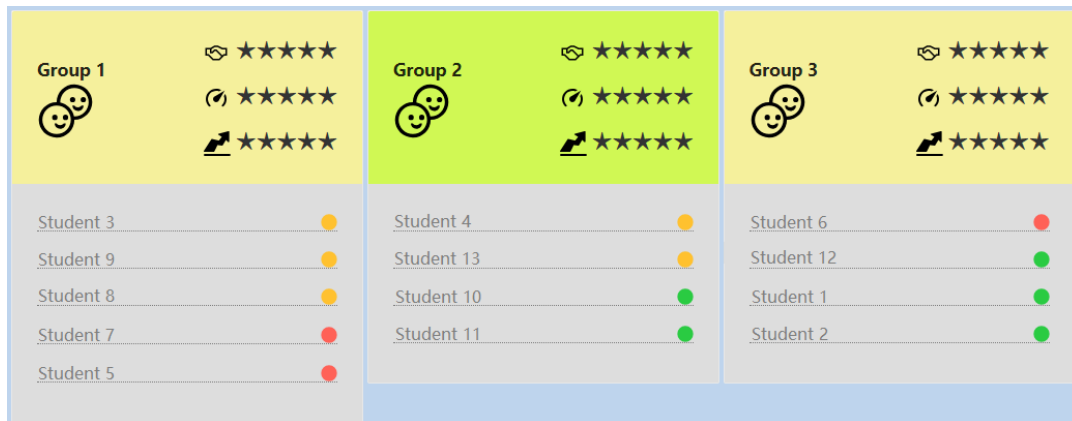 Group 1
Student 3
Student 9
Student 8
Student 7
Student 5
Group 2
Student 4
Student 13
Student 10
Student 11
Group 3
Student 6
Student 12
Student 1
Student 2